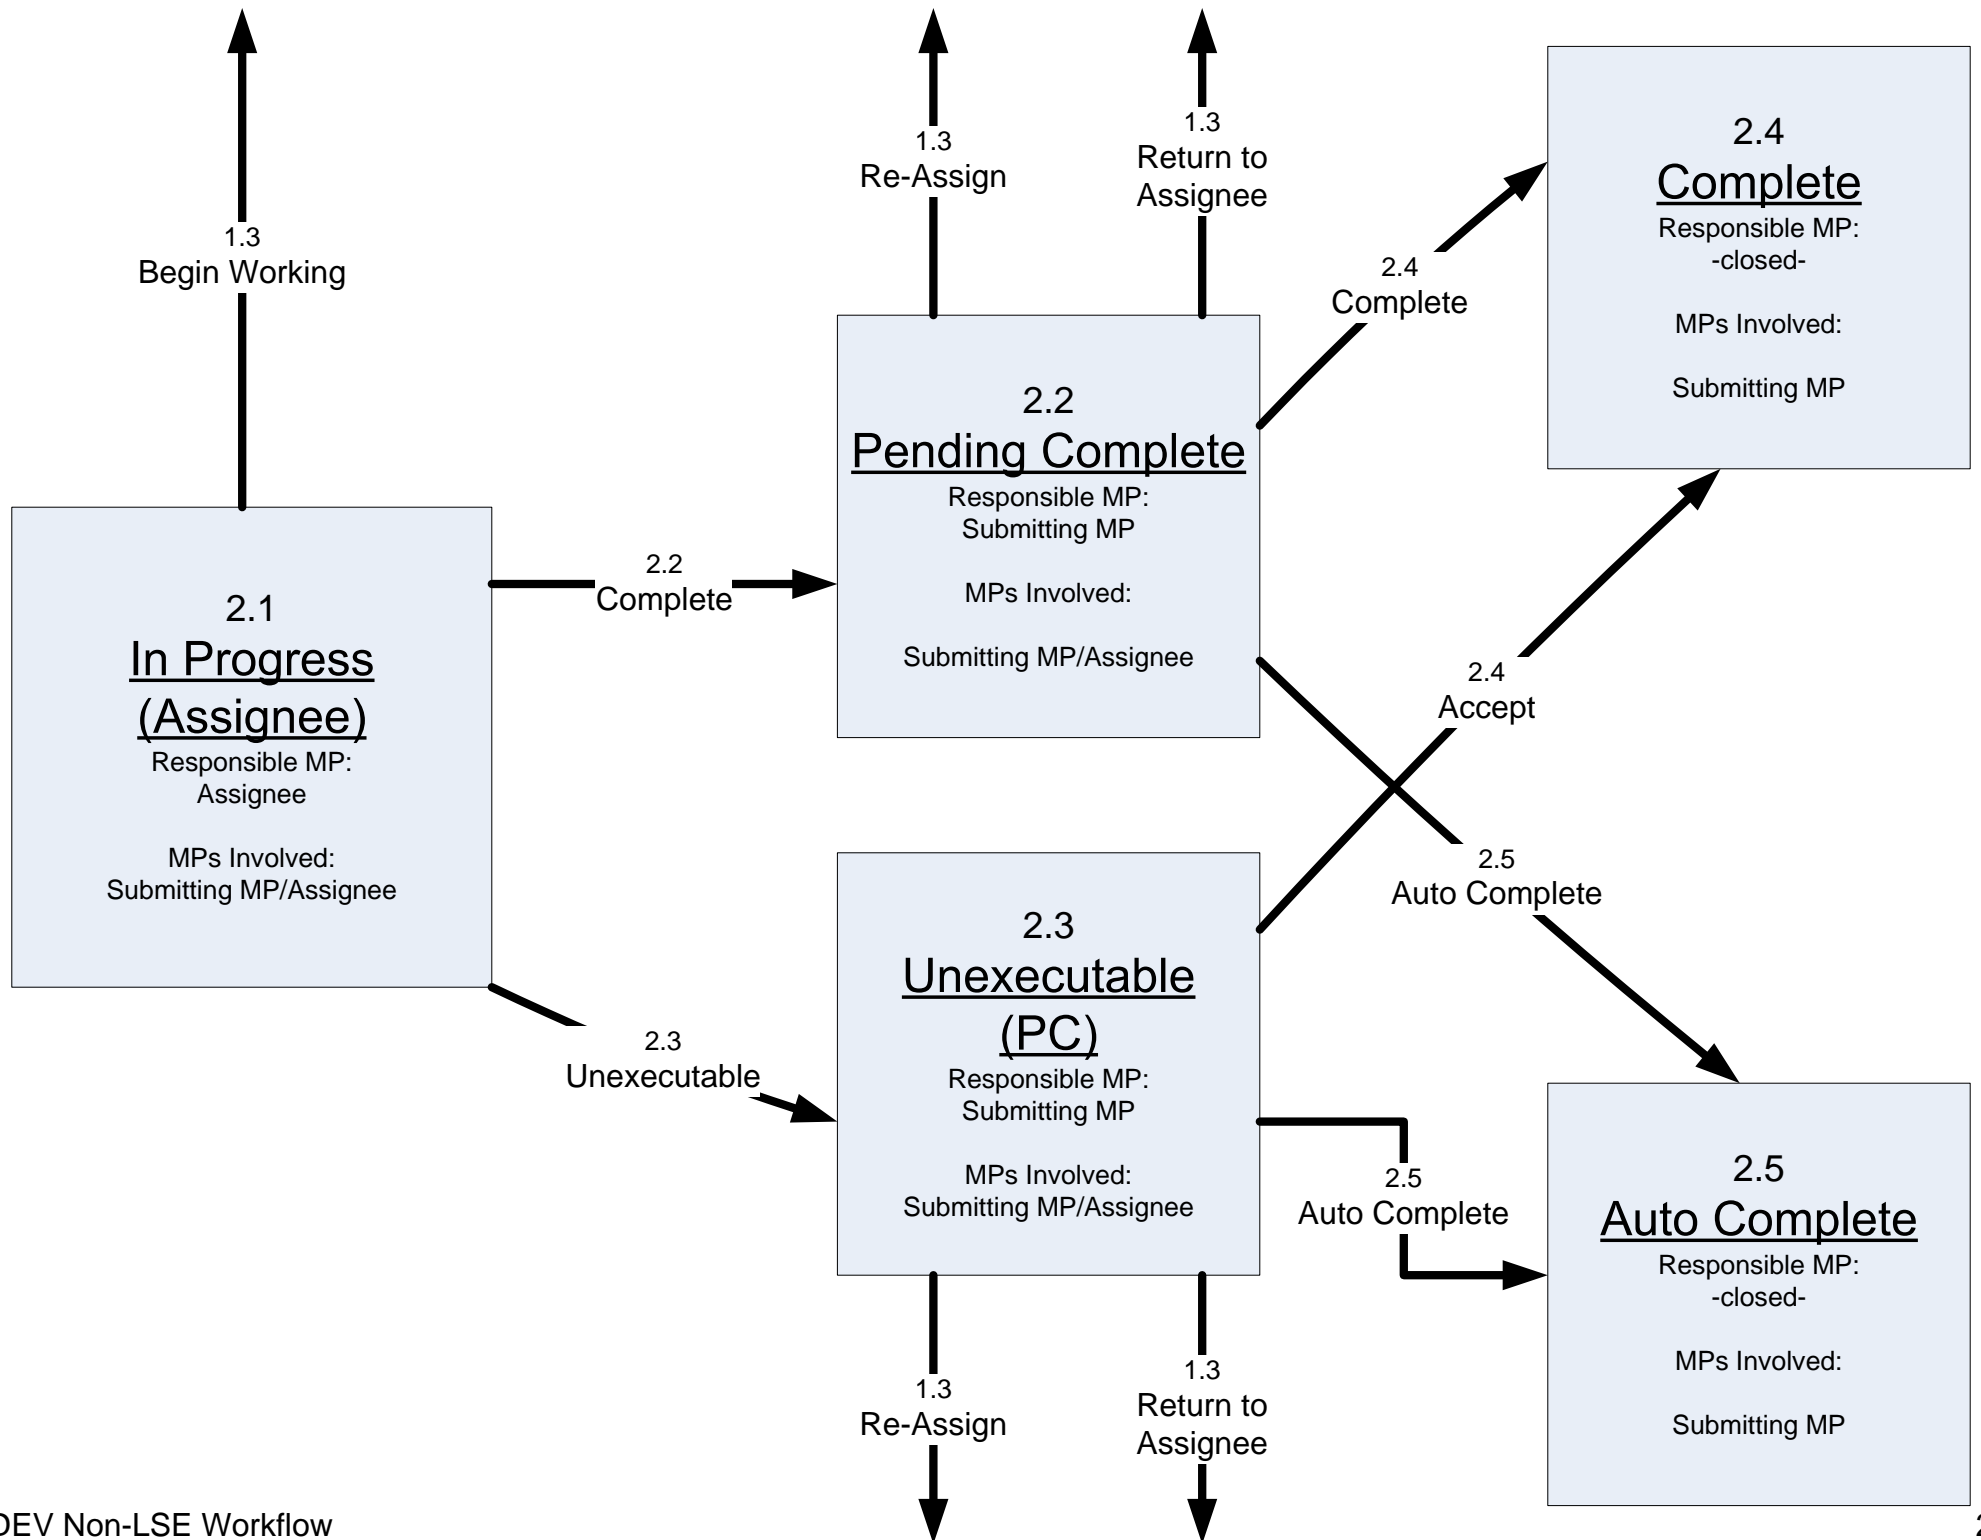 1.3
Begin Working
1.3
Re-Assign
1.3
Return to
Assignee
2.4
Complete
Responsible MP:
-closed-
MPs Involved:
Submitting MP
2.4
Complete
2.2
Pending Complete
Responsible MP:
Submitting MP
MPs Involved:
Submitting MP/Assignee
2.2
Complete
2.1
In Progress
(Assignee)
Responsible MP:
Assignee
MPs Involved:
Submitting MP/Assignee
2.4
Accept
2.5
Auto Complete
2.3
Unexecutable
2.3
Unexecutable
(PC)
Responsible MP:
Submitting MP
MPs Involved:
Submitting MP/Assignee
2.5
Auto Complete
2.5
Auto Complete
Responsible MP:
-closed-
MPs Involved:
Submitting MP
1.3
Re-Assign
1.3
Return to
Assignee
DEV Non-LSE Workflow